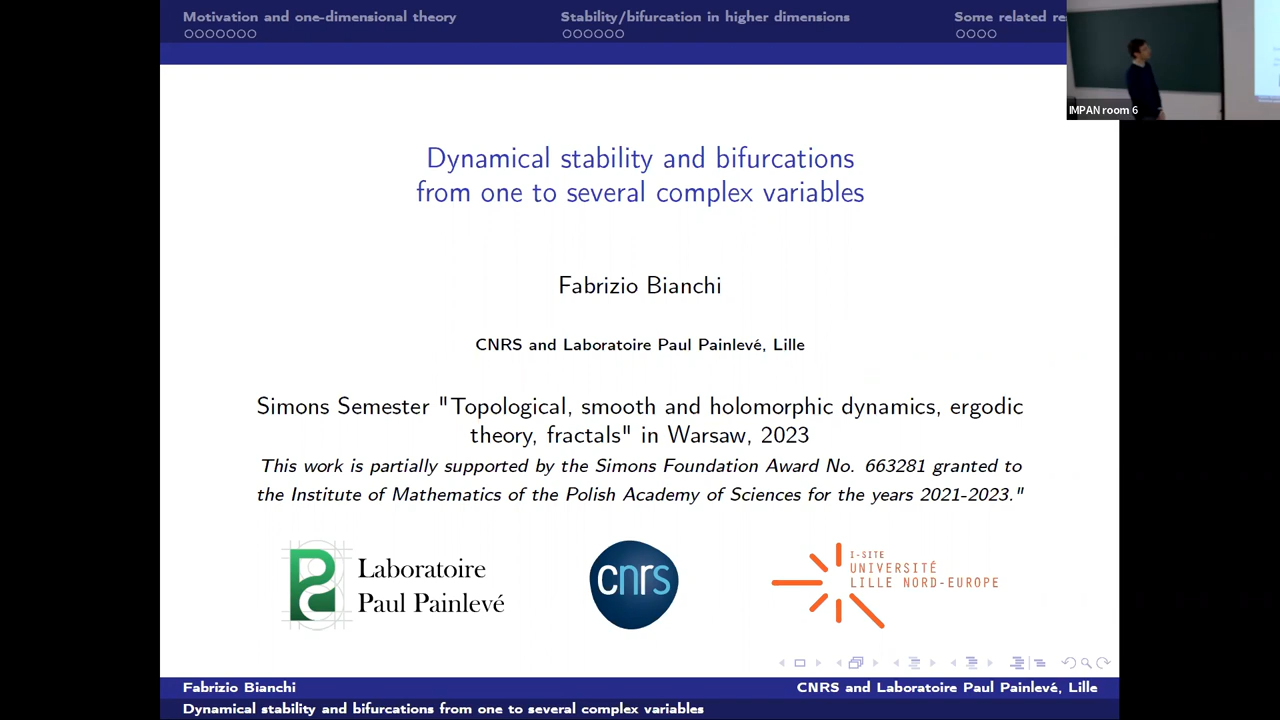 Motivation and one-dimensional theory
Stability/bifurcation in higher dimensions
Some related
IMPAN room 6
Dynamical stability and bifurcations
from one to several complex variables
Fabrizio Bianchi
CNRS and Laboratoire Paul Painlevé, Lille
Simons Semester "Topological, smooth and holomorphic dynamics, ergodic
theory, fractals" in Warsaw, 2023
This work is partially supported by the Simons Foundation Award No. 663281 granted to
the Institute of Mathematics of the Polish Academy of Sciences for the years 2021-2023."
Laboratoire
Paul Painlevé
cnrs
I-SITE
UNIVERSITÉ
LILLE NORD-EUROPE
Fabrizio Bianchi
CNRS and Laboratoire Paul Painlevé, Lille
Dynamical stability and bifurcations from one to several complex variables